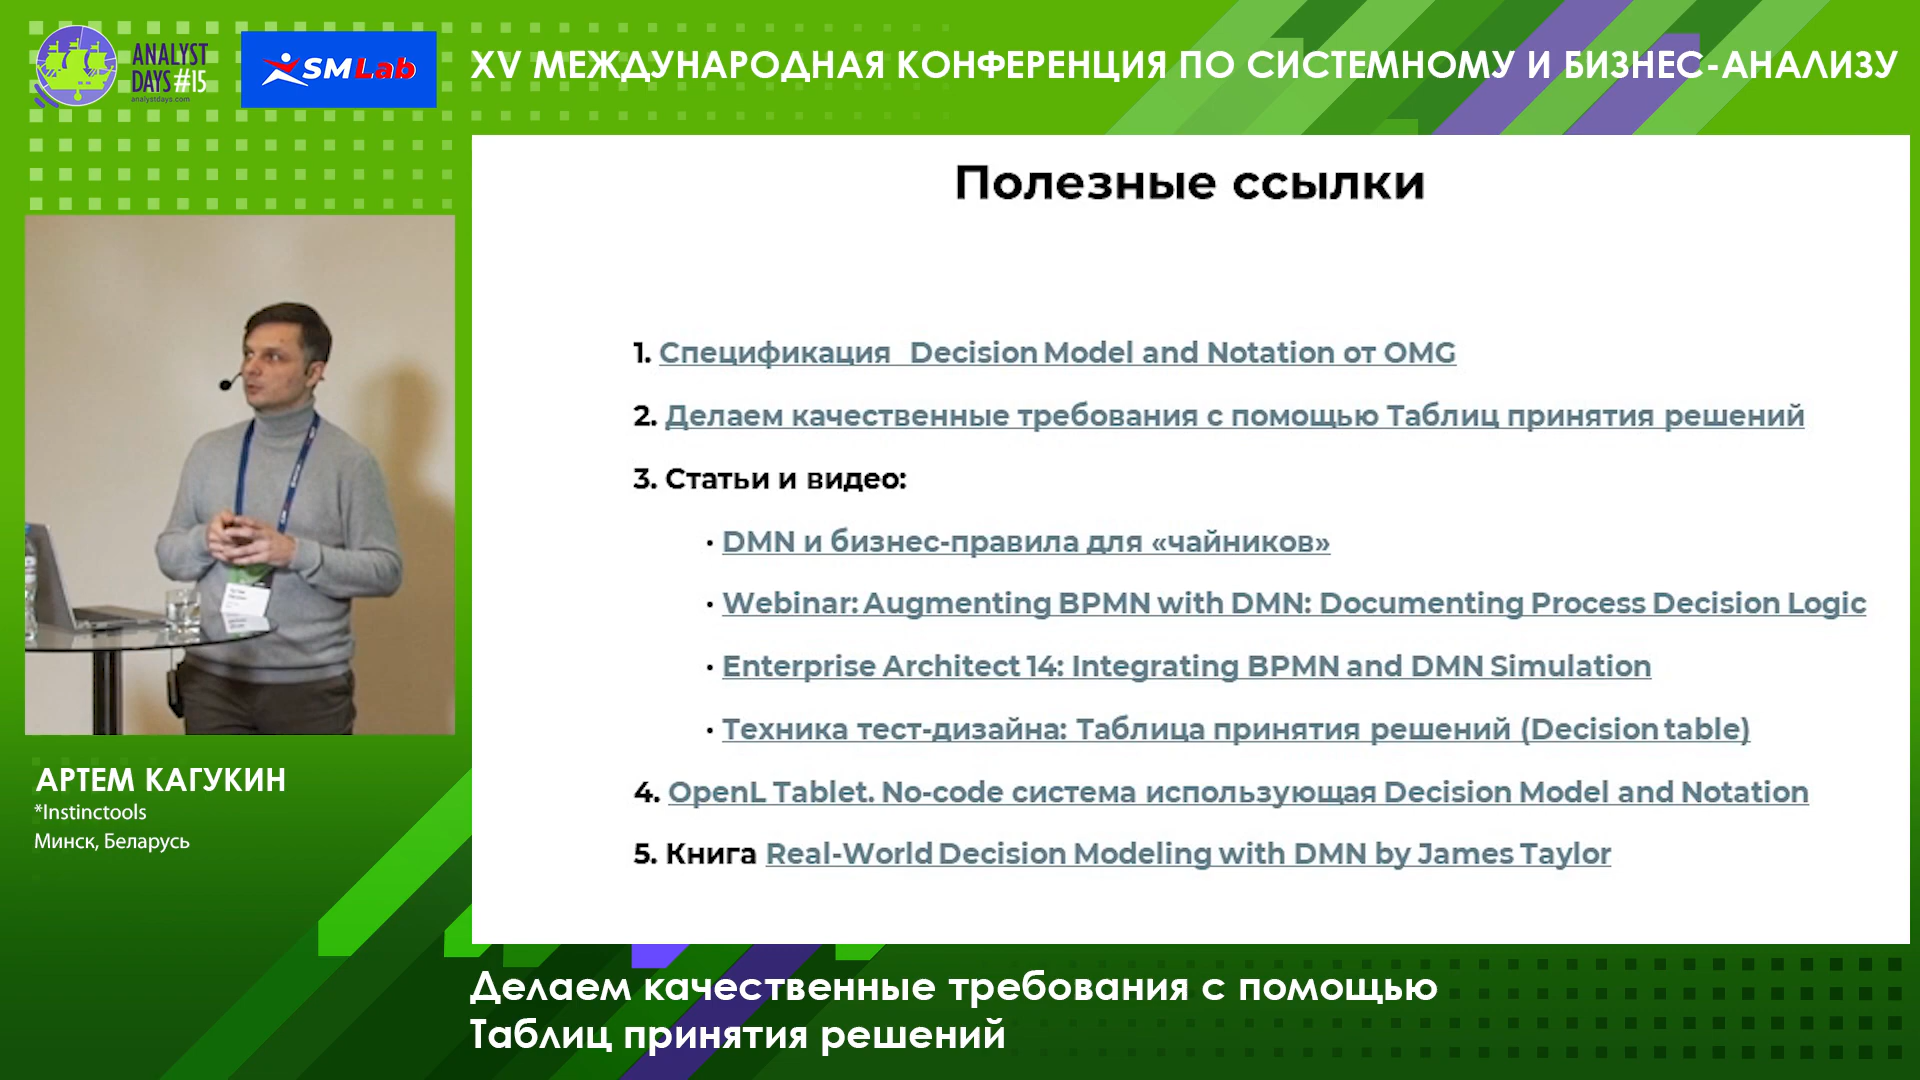 ANALYST
DAYS#15
analystdays.com
SMLab
XV МЕЖДУНАРОДНАЯ КОНФЕРЕНЦИЯ ПО СИСТЕМНОМУ И БИЗНЕС-АНАЛИЗУ
Полезные ссылки
1. Спецификация Decision Model and Notation от OMG
2. Делаем качественные требования с помощью Таблиц принятия решений
3. Статьи и видео:
• DMN и бизнес-правила для «чайников»
• Webinar: Augmenting BPMN with DMN: Documenting Process Decision Logic
• Enterprise Architect 14: Integrating BPMN and DMN Simulation
• Техника тест-дизайна: Таблица принятия решений (Decision table)
4. OpenL Tablet. No-code система использующая Decision Model and Notation
5. Книга Real-World Decision Modeling with DMN by James Taylor
АРТЕМ КАГУКИН
*Instinctools
Минск, Беларусь
Делаем качественные требования с помощью
Таблиц принятия решений